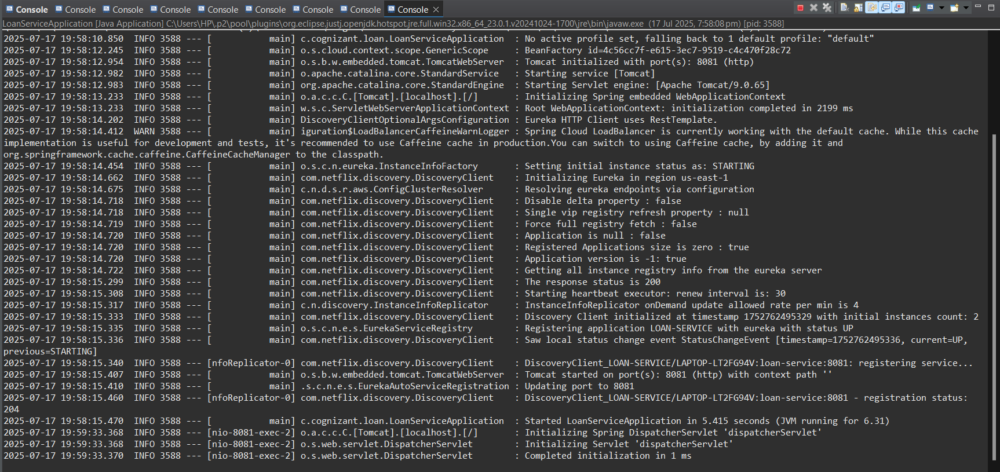 Console Console Console Console Console Console Console Console Console
LoanServiceApplication [Java Application] C:\Users\HP\.p2\pool\plugins\org.eclipse.justj.openjdk.hotspot.jre.full.win32.x86_64_23.0.1.v20241024-1700\jre\bin\javaw.exe (17 Jul 2025, 7:58:08 pm) [pid: 3588]
2025-07-17 19:58:10.850  INFO 3588 --- [           main] c.cognizant.loan.LoanServiceApplication  : No active profile set, falling back to 1 default profile: "default"
2025-07-17 19:58:12.245  INFO 3588 --- [           main] o.s.cloud.context.scope.GenericScope     : BeanFactory id=4c56cc7f-e615-3ec7-9519-c4c470f28c72
2025-07-17 19:58:12.954  INFO 3588 --- [           main] o.s.b.w.embedded.tomcat.TomcatWebServer  : Tomcat initialized with port(s): 8081 (http)
2025-07-17 19:58:12.982  INFO 3588 --- [           main] o.apache.catalina.core.StandardService   : Starting service [Tomcat]
2025-07-17 19:58:12.983  INFO 3588 --- [           main] org.apache.catalina.core.StandardEngine  : Starting Servlet engine: [Apache Tomcat/9.0.65]
2025-07-17 19:58:13.233  INFO 3588 --- [           main] o.a.c.c.C.[Tomcat].[localhost].[/]       : Initializing Spring embedded WebApplicationContext
2025-07-17 19:58:13.233  INFO 3588 --- [           main] w.s.c.ServletWebServerApplicationContext : Root WebApplicationContext: initialization completed in 2199 ms
2025-07-17 19:58:14.202  INFO 3588 --- [           main] DiscoveryClientOptionalArgsConfiguration : Eureka HTTP Client uses RestTemplate.
2025-07-17 19:58:14.412  WARN 3588 --- [           main] iguration$LoadBalancerCaffeineWarnLogger : Spring Cloud LoadBalancer is currently working with the default cache. While this cache
implementation is useful for development and tests, it's recommended to use Caffeine cache in production.You can switch to using Caffeine cache, by adding it and
org.springframework.cache.caffeine.CaffeineCacheManager to the classpath.
2025-07-17 19:58:14.454  INFO 3588 --- [           main] o.s.c.n.eureka.InstanceInfoFactory       : Setting initial instance status as: STARTING
2025-07-17 19:58:14.662  INFO 3588 --- [           main] com.netflix.discovery.DiscoveryClient    : Initializing Eureka in region us-east-1
2025-07-17 19:58:14.675  INFO 3588 --- [           main] c.n.d.s.r.aws.ConfigClusterResolver      : Resolving eureka endpoints via configuration
2025-07-17 19:58:14.718  INFO 3588 --- [           main] com.netflix.discovery.DiscoveryClient    : Disable delta property : false
2025-07-17 19:58:14.718  INFO 3588 --- [           main] com.netflix.discovery.DiscoveryClient    : Single vip registry refresh property : null
2025-07-17 19:58:14.719  INFO 3588 --- [           main] com.netflix.discovery.DiscoveryClient    : Force full registry fetch : false
2025-07-17 19:58:14.720  INFO 3588 --- [           main] com.netflix.discovery.DiscoveryClient    : Application is null : false
2025-07-17 19:58:14.720  INFO 3588 --- [           main] com.netflix.discovery.DiscoveryClient    : Registered Applications size is zero : true
2025-07-17 19:58:14.720  INFO 3588 --- [           main] com.netflix.discovery.DiscoveryClient    : Application version is -1: true
2025-07-17 19:58:14.722  INFO 3588 --- [           main] com.netflix.discovery.DiscoveryClient    : Getting all instance registry info from the eureka server
2025-07-17 19:58:15.299  INFO 3588 --- [           main] com.netflix.discovery.DiscoveryClient    : The response status is 200
2025-07-17 19:58:15.308  INFO 3588 --- [           main] com.netflix.discovery.DiscoveryClient    : Starting heartbeat executor: renew interval is: 30
2025-07-17 19:58:15.317  INFO 3588 --- [           main] c.n.discovery.InstanceInfoReplicator     : InstanceInfoReplicator onDemand update allowed rate per min is 4
2025-07-17 19:58:15.333  INFO 3588 --- [           main] com.netflix.discovery.DiscoveryClient    : Discovery Client initialized at timestamp 1752762495329 with initial instances count: 2
2025-07-17 19:58:15.335  INFO 3588 --- [           main] o.s.c.n.e.s.EurekaServiceRegistry        : Registering application LOAN-SERVICE with eureka with status UP
2025-07-17 19:58:15.336  INFO 3588 --- [           main] com.netflix.discovery.DiscoveryClient    : Saw local status change event StatusChangeEvent [timestamp=1752762495336, current=UP,
previous=STARTING]
2025-07-17 19:58:15.340  INFO 3588 --- [nfoReplicator-0] com.netflix.discovery.DiscoveryClient    : DiscoveryClient_LOAN-SERVICE/LAPTOP-LT2FG94V:loan-service:8081: registering service...
2025-07-17 19:58:15.407  INFO 3588 --- [           main] o.s.b.w.embedded.tomcat.TomcatWebServer  : Tomcat started on port(s): 8081 (http) with context path ''
2025-07-17 19:58:15.410  INFO 3588 --- [           main] .s.c.n.e.s.EurekaAutoServiceRegistration : Updating port to 8081
2025-07-17 19:58:15.460  INFO 3588 --- [nfoReplicator-0] com.netflix.discovery.DiscoveryClient    : DiscoveryClient_LOAN-SERVICE/LAPTOP-LT2FG94V:loan-service:8081 - registration status:
204
2025-07-17 19:58:15.470  INFO 3588 --- [           main] c.cognizant.loan.LoanServiceApplication  : Started LoanServiceApplication in 5.415 seconds (JVM running for 6.31)
2025-07-17 19:59:33.368  INFO 3588 --- [nio-8081-exec-2] o.a.c.c.C.[Tomcat].[localhost].[/]       : Initializing Spring DispatcherServlet 'dispatcherServlet'
2025-07-17 19:59:33.368  INFO 3588 --- [nio-8081-exec-2] o.s.web.servlet.DispatcherServlet        : Initializing Servlet 'dispatcherServlet'
2025-07-17 19:59:33.370  INFO 3588 --- [nio-8081-exec-2] o.s.web.servlet.DispatcherServlet        : Completed initialization in 1 ms